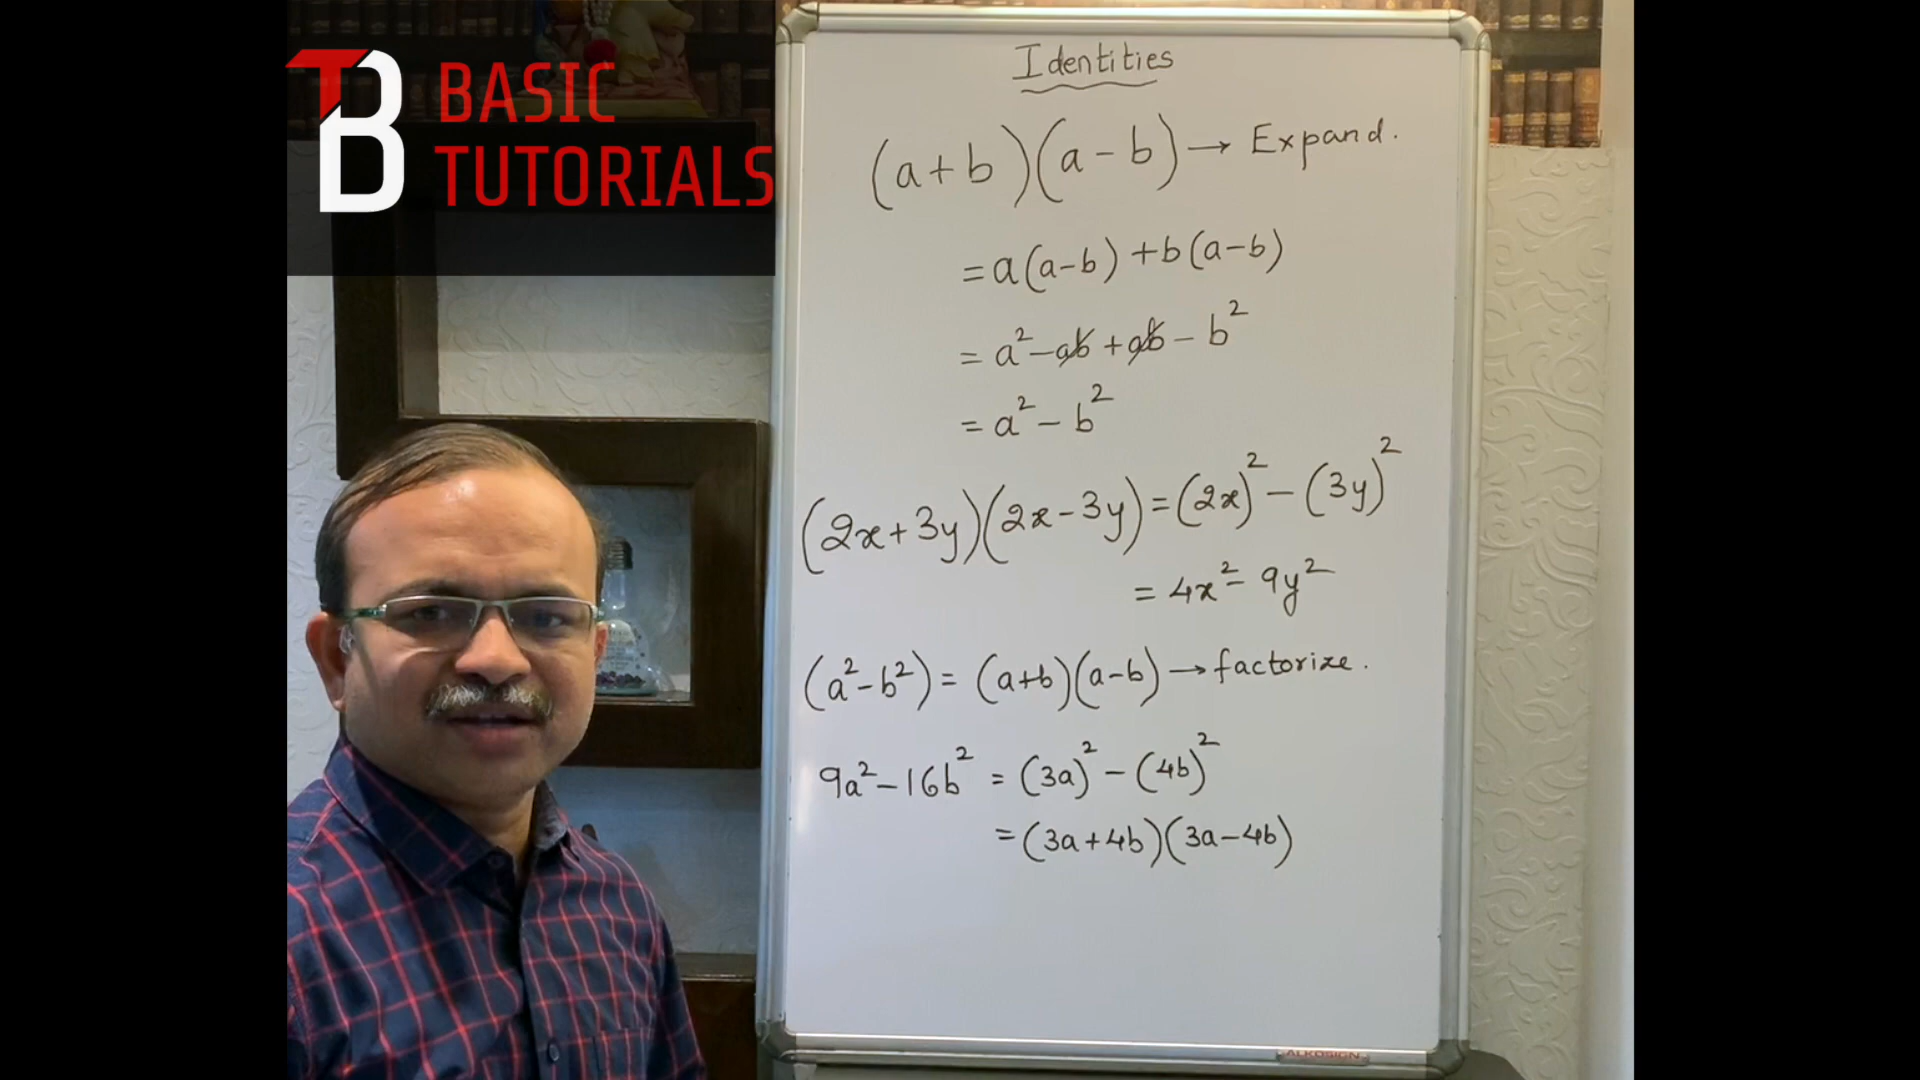 BASIC
TUTORIALS
Identities
(a+b)(a-b) → Expand.
= a(a-b) + b(a-b)
= a² - ab + ab - b²
= a² - b²
(2x+3y)(2x-3y) = (2x)² - (3y)²
= 4x² - 9y²
(a²-b²) = (a+b)(a-b) → factorize.
9a² - 16b² = (3a)² - (4b)²
= (3a+4b)(3a-4b)
ALKOSIGN